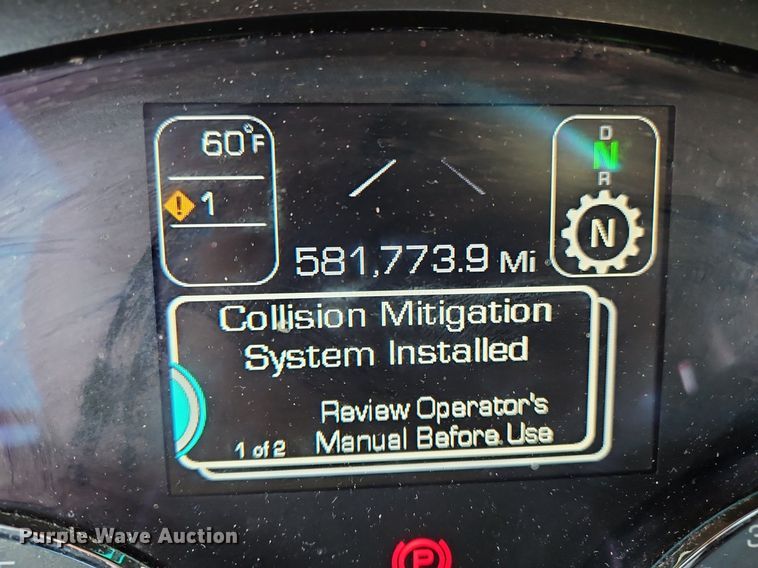 60°F
1
D
N
R
N
581,773.9 Mi
Collision Mitigation
System Installed
Review Operator's
1 of 2 Manual Before Use
Purple Wave Auction
P